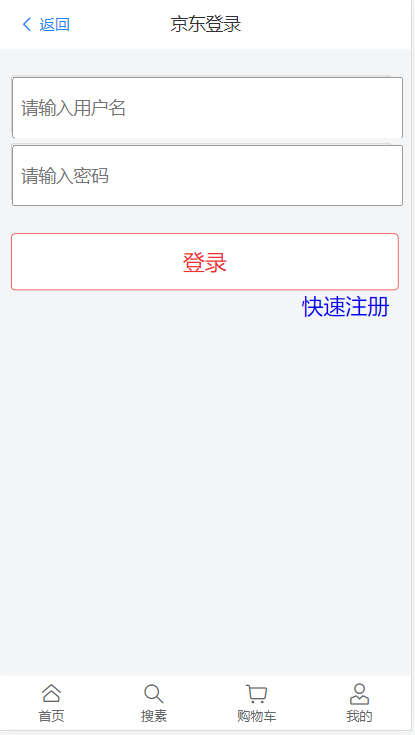 返回
京东登录
请输入用户名
请输入密码
登录
快速注册
首页 搜素 购物车 我的